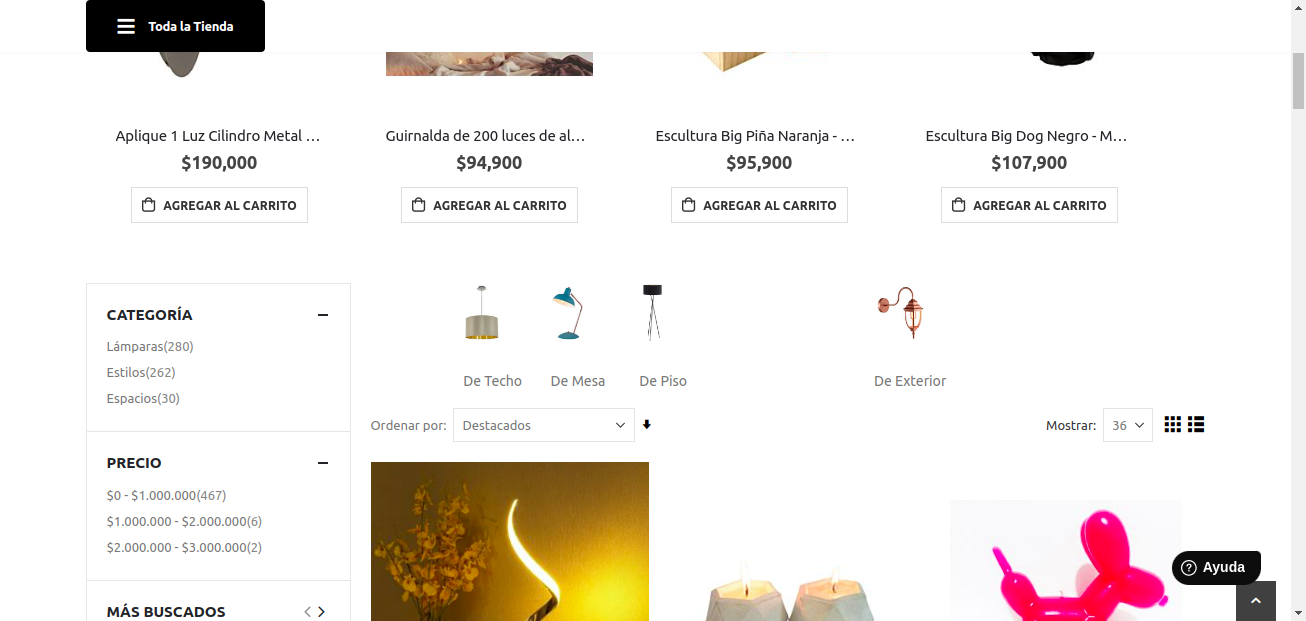 Toda la Tienda
Aplique 1 Luz Cilindro Metal ...
$190,000
AGREGAR AL CARRITO
Guirnalda de 200 luces de al...
$94,900
AGREGAR AL CARRITO
Escultura Big Piña Naranja - ...
$95,900
AGREGAR AL CARRITO
Escultura Big Dog Negro - M...
$107,900
AGREGAR AL CARRITO
CATEGORÍA
Lámparas(280)
Estilos(262)
Espacios(30)
PRECIO
$0 - $1.000.000(467)
$1.000.000 - $2.000.000(6)
$2.000.000 - $3.000.000(2)
MÁS BUSCADOS
De Techo
De Mesa
De Piso
De Exterior
Ordenar por: Destacados
Mostrar: 36
Ayuda